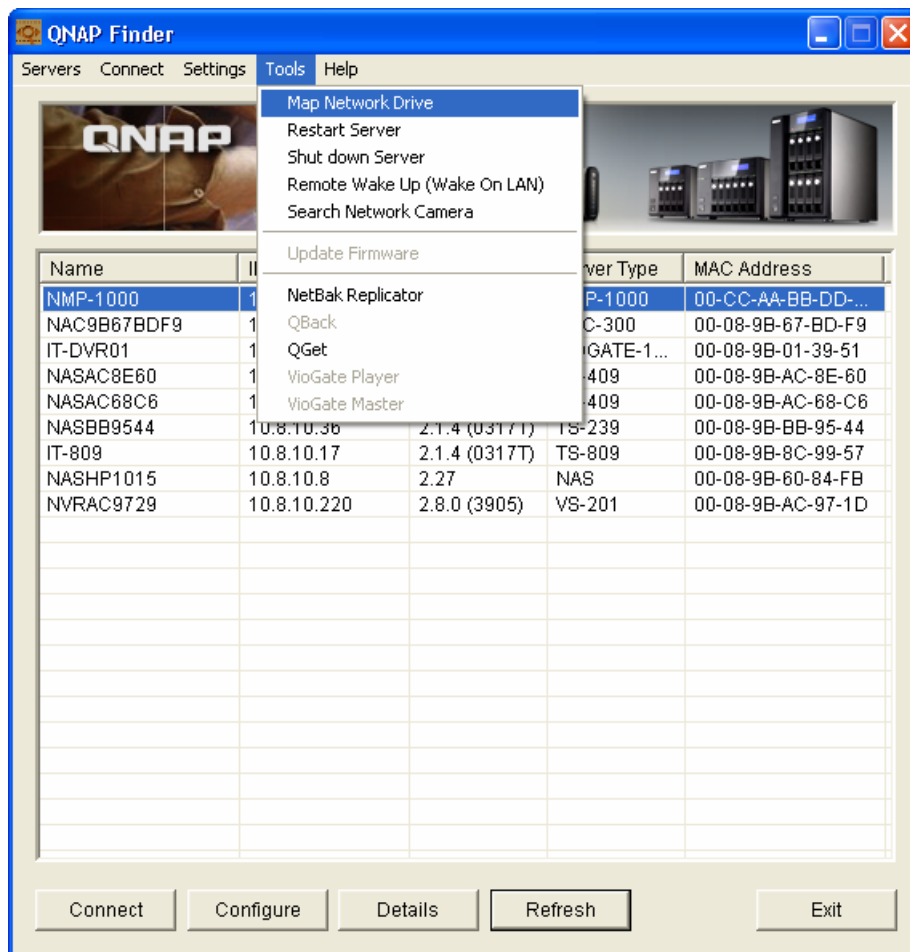 QNAP Finder
Servers Connect Settings Tools Help
Map Network Drive
Restart Server
Shut down Server
Remote Wake Up (Wake On LAN)
Search Network Camera
Update Firmware
NetBak Replicator
QBack
QGet
VioGate Player
VioGate Master
QNAP
Name MAC Address
NMP-1000 00-CC-AA-BB-DD-...
NAC9B67BDF9 00-08-9B-67-BD-F9
IT-DVR01 00-08-9B-01-39-51
NASAC8E60 00-08-9B-AC-8E-60
NASAC68C6 00-08-9B-AC-68-C6
NASBB9544 10.8.10.36 2.1.4 (0317T) TS-239 00-08-9B-BB-95-44
IT-809 10.8.10.17 2.1.4 (0317T) TS-809 00-08-9B-8C-99-57
NASHP1015 10.8.10.8 2.27 NAS 00-08-9B-60-84-FB
NVRAC9729 10.8.10.220 2.8.0 (3905) VS-201 00-08-9B-AC-97-1D
Connect Configure Details Refresh Exit